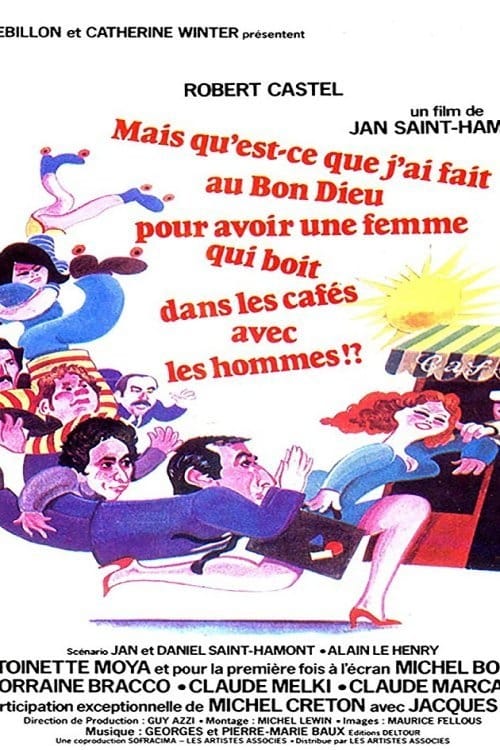 EBILLON et CATHERINE WINTER présentent
ROBERT CASTEL
un film de
JAN SAINT-HAM
Mais qu'est-ce que j'ai fait
au Bon Dieu
pour avoir une femme
qui boit
dans les cafés
avec
les hommes!?
Café
Scénario JAN et DANIEL SAINT-HAMONT • ALAIN LE HENRY
TOINETTE MOYA et pour la première fois à l'écran MICHEL BO
ORRAINE BRACCO • CLAUDE MELKI • CLAUDE MARCA
articipation exceptionnelle de MICHEL CRETON avec JACQUES
Direction de Production : GUY AZZI • Montage : MICHEL LEWIN • Images : MAURICE FELLOUS
Musique : GEORGES et PIERRE-MARIE BAUX Editions DELTOUR
Une coproduction SOFRACIMA - LES ARTISTES ASSOCIES • Distribué par LES ARTISTES ASSOCIES